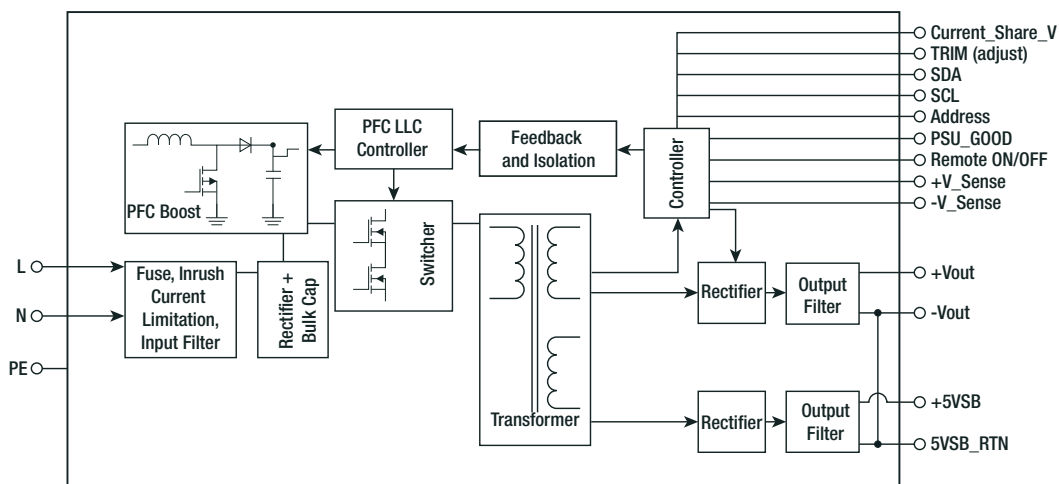 Current_Share_V
TRIM (adjust)
SDA
SCL
Address
PSU_GOOD
Remote ON/OFF
+V_Sense
-V_Sense
PFC LLC
Controller
Feedback
and Isolation
Controller
PFC Boost
Switcher
L
N
PE
Fuse, Inrush
Current
Limitation,
Input Filter
Rectifier +
Bulk Cap
Transformer
Rectifier
Output
Filter
+Vout
-Vout
Rectifier
Output
Filter
+5VSB
5VSB_RTN